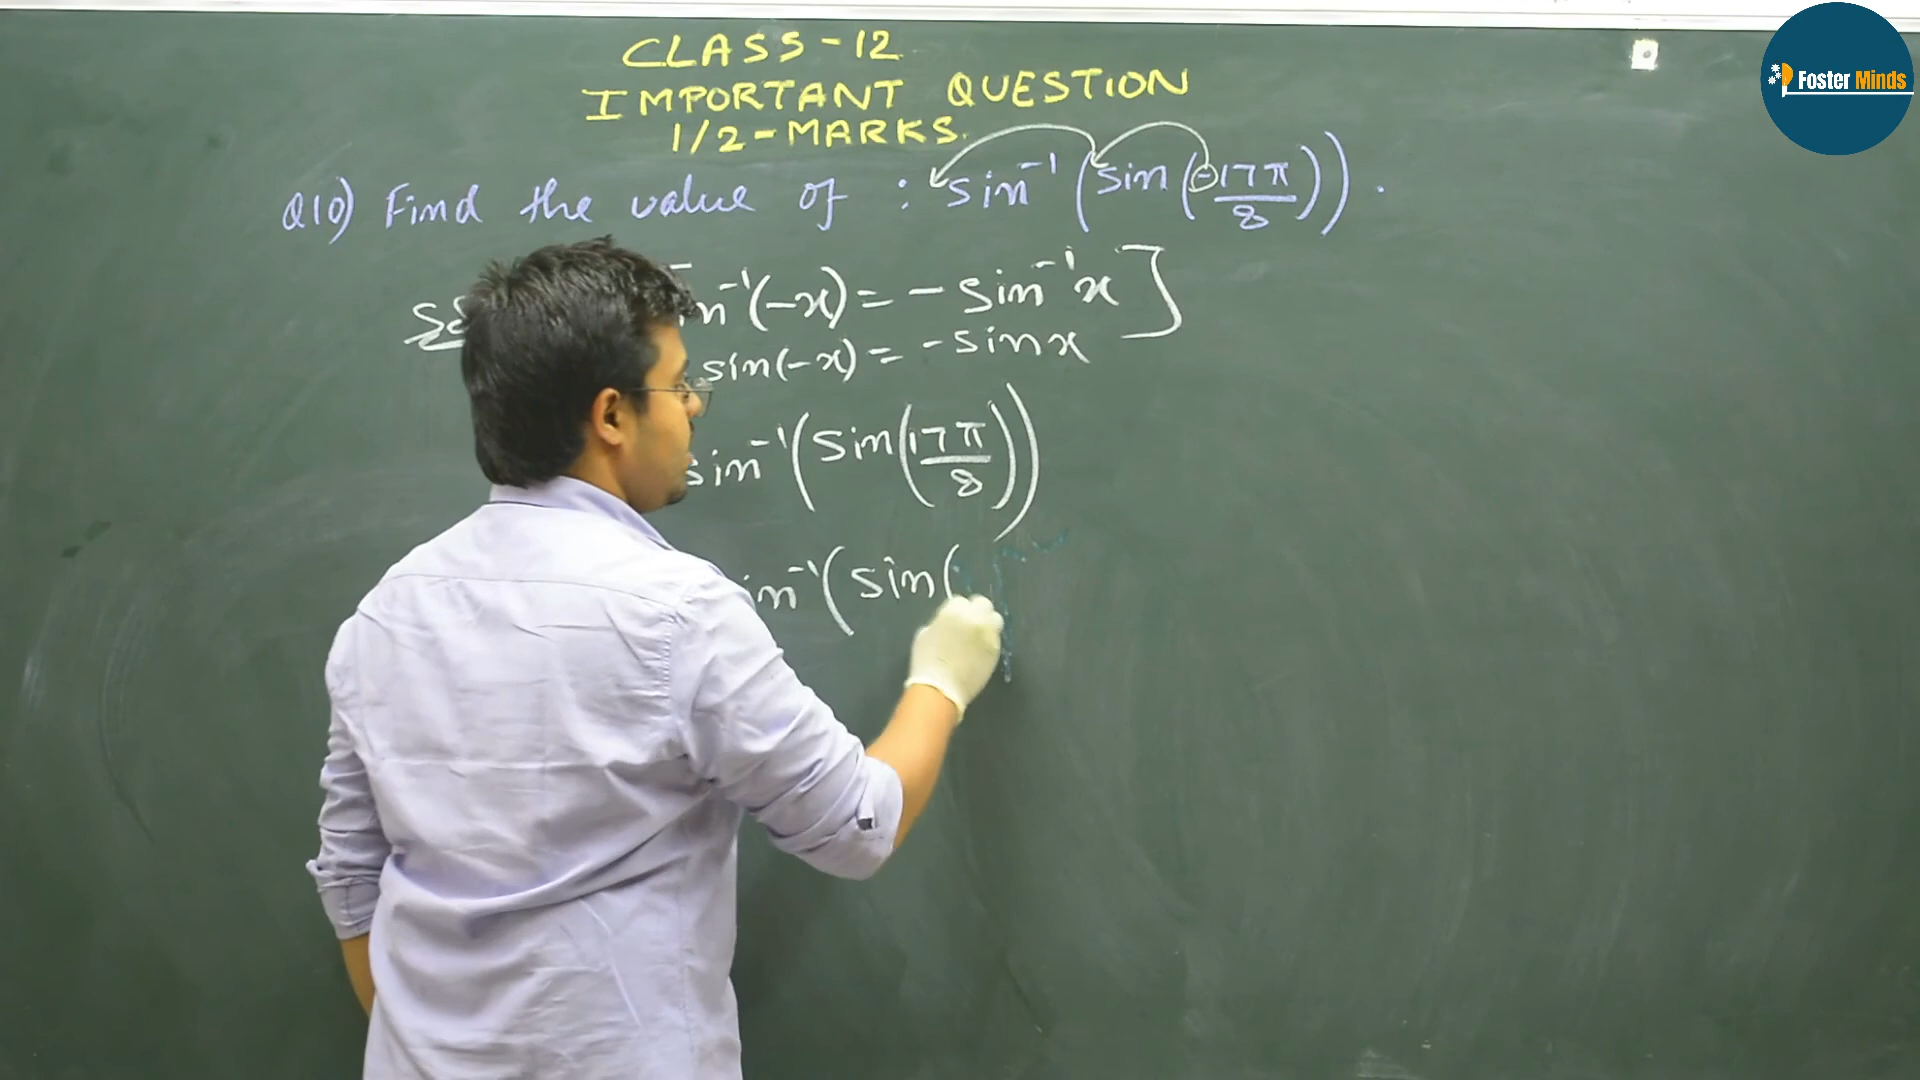 CLASS-12
IMPORTANT QUESTION
1/2-MARKS.
Foster Minds
Q10) Find the value of : sin⁻¹(sin(-17π/8)).
n⁻¹(-x) = -sin⁻¹x]
sin(-x) = -sinx
sin⁻¹(sin(17π/8))
in⁻¹(sin(